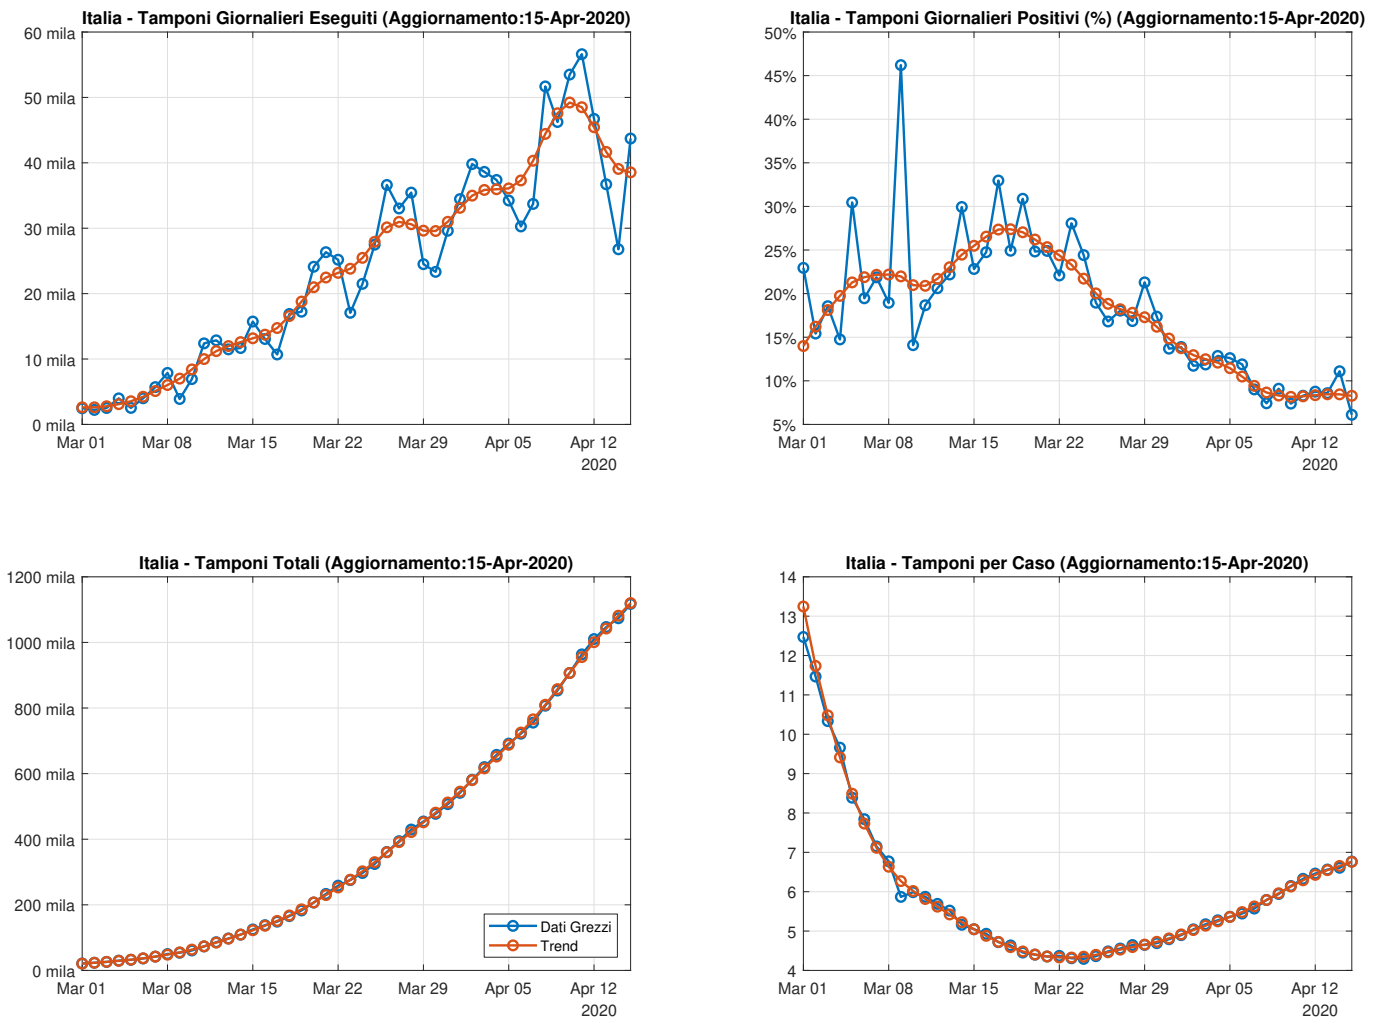 Italia - Tamponi Giornalieri Eseguiti (Aggiornamento:15-Apr-2020)
60 mila
50 mila
40 mila
30 mila
20 mila
10 mila
0 mila
Mar 01 Mar 08 Mar 15 Mar 22 Mar 29 Apr 05 Apr 12
2020
Italia - Tamponi Giornalieri Positivi (%) (Aggiornamento:15-Apr-2020)
50%
45%
40%
35%
30%
25%
20%
15%
10%
5%
Mar 01 Mar 08 Mar 15 Mar 22 Mar 29 Apr 05 Apr 12
2020
Italia - Tamponi Totali (Aggiornamento:15-Apr-2020)
1200 mila
1000 mila
800 mila
600 mila
400 mila
200 mila
0 mila
Dati Grezzi
Trend
Mar 01 Mar 08 Mar 15 Mar 22 Mar 29 Apr 05 Apr 12
2020
Italia - Tamponi per Caso (Aggiornamento:15-Apr-2020)
14
13
12
11
10
9
8
7
6
5
4
Mar 01 Mar 08 Mar 15 Mar 22 Mar 29 Apr 05 Apr 12
2020